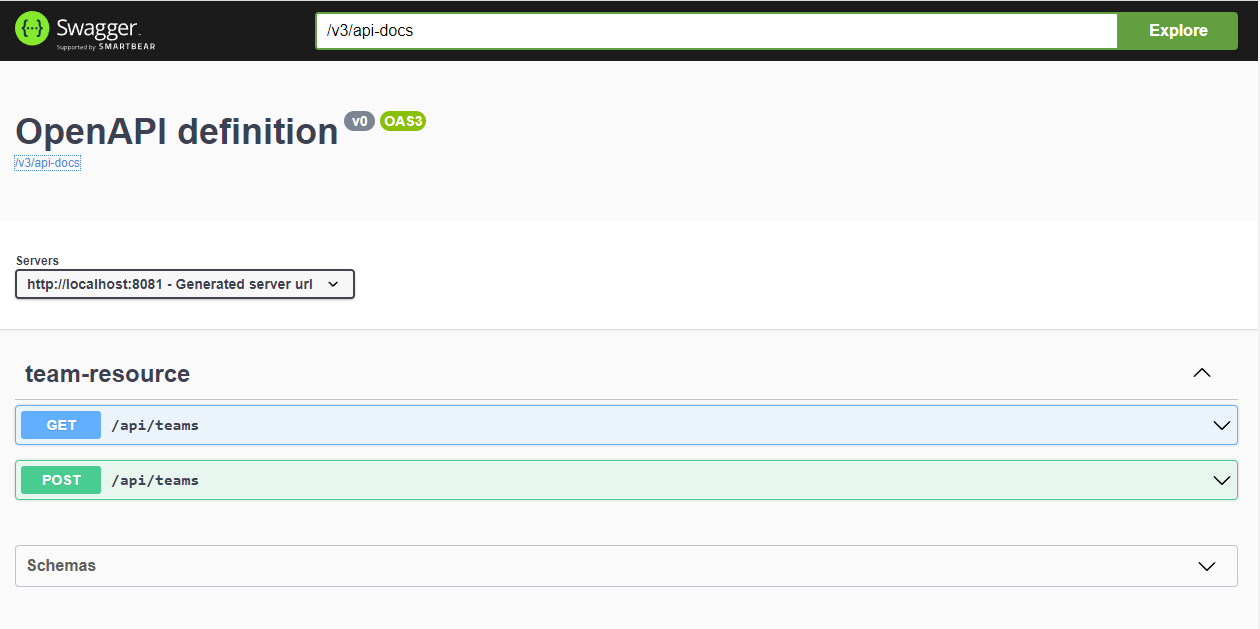 Swagger.
Supported by SMARTBEAR
/v3/api-docs
Explore
OpenAPI definition v0 OAS3
/v3/api-docs
Servers
http://localhost:8081 - Generated server url
team-resource
GET /api/teams
POST /api/teams
Schemas